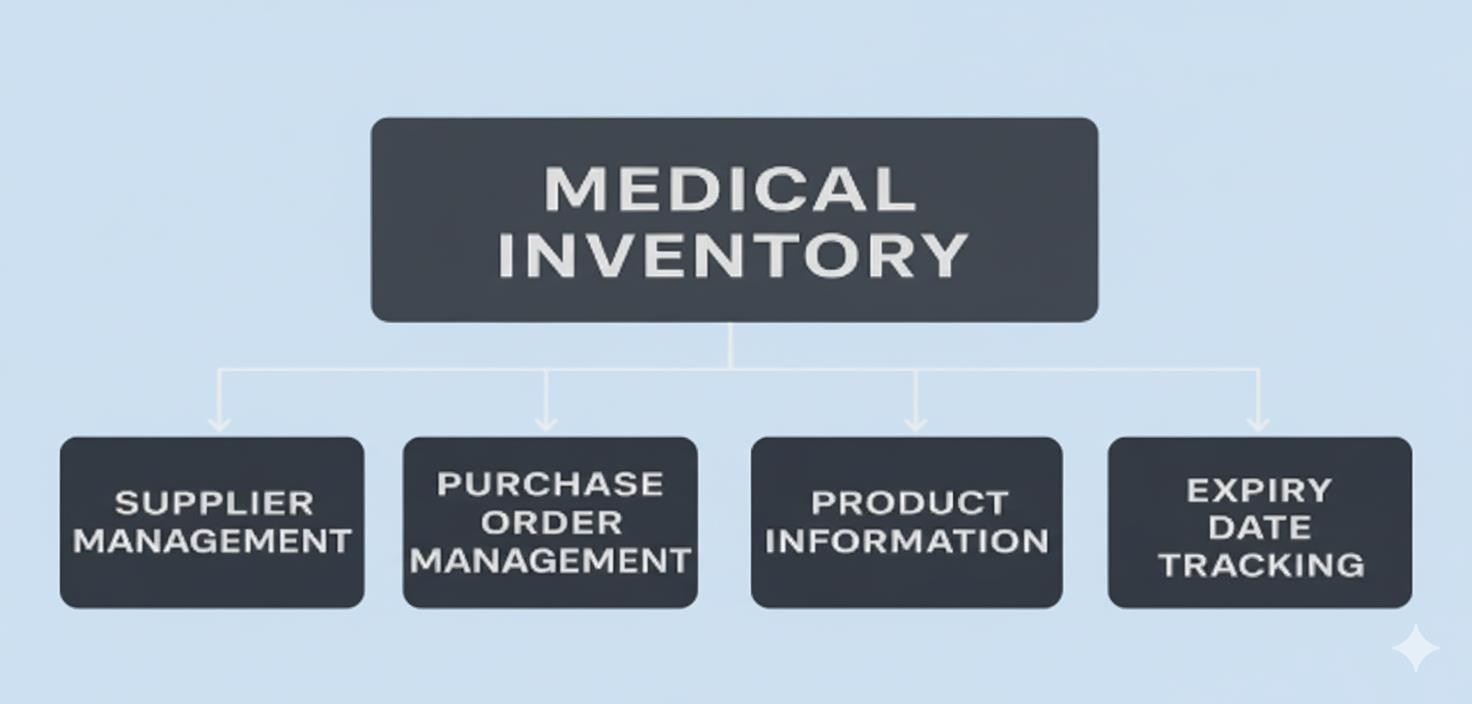 MEDICAL
INVENTORY
SUPPLIER
MANAGEMENT
PURCHASE
ORDER
MANAGEMENT
PRODUCT
INFORMATION
EXPIRY
DATE
TRACKING